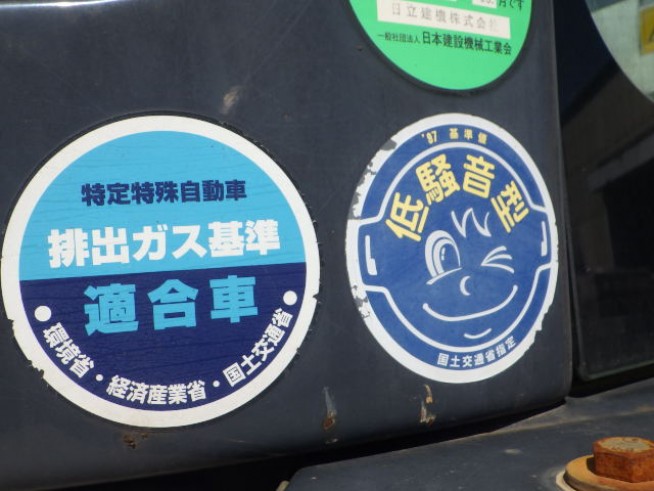 月です
日立建機株式会社
一般社団法人 日本建設機械工業会
特定特殊自動車
排出ガス基準
適合車
・環境省・経済産業省・国土交通省・
'97 基準値
低騒音型
国土交通省指定